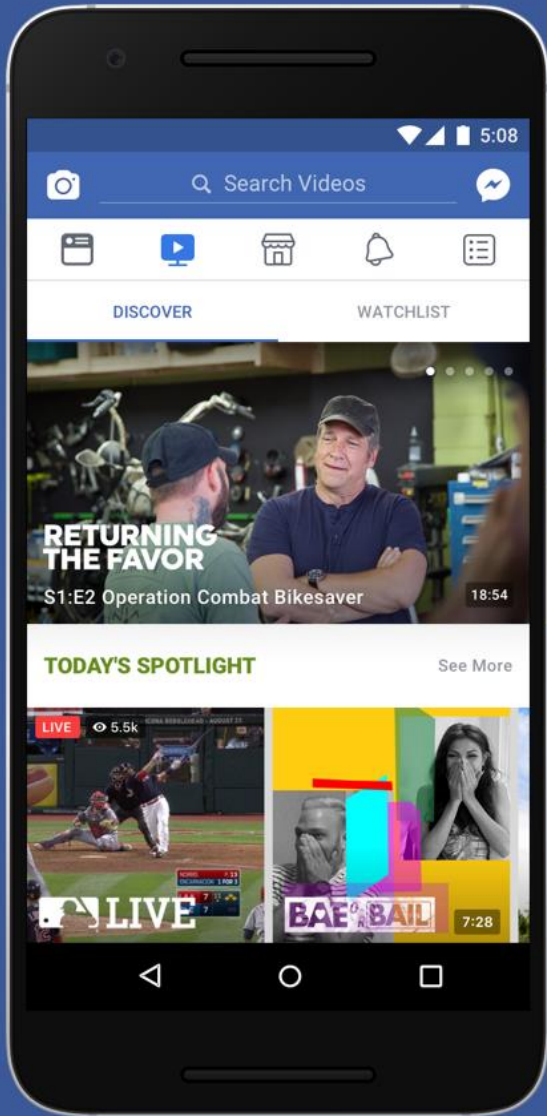 5:08
Search Videos
DISCOVER
WATCHLIST
RETURNING
THE FAVOR
S1:E2 Operation Combat Bikesaver
18:54
TODAY'S SPOTLIGHT
See More
LIVE
5.5k
LIVE
BAE OR BAIL
7:28